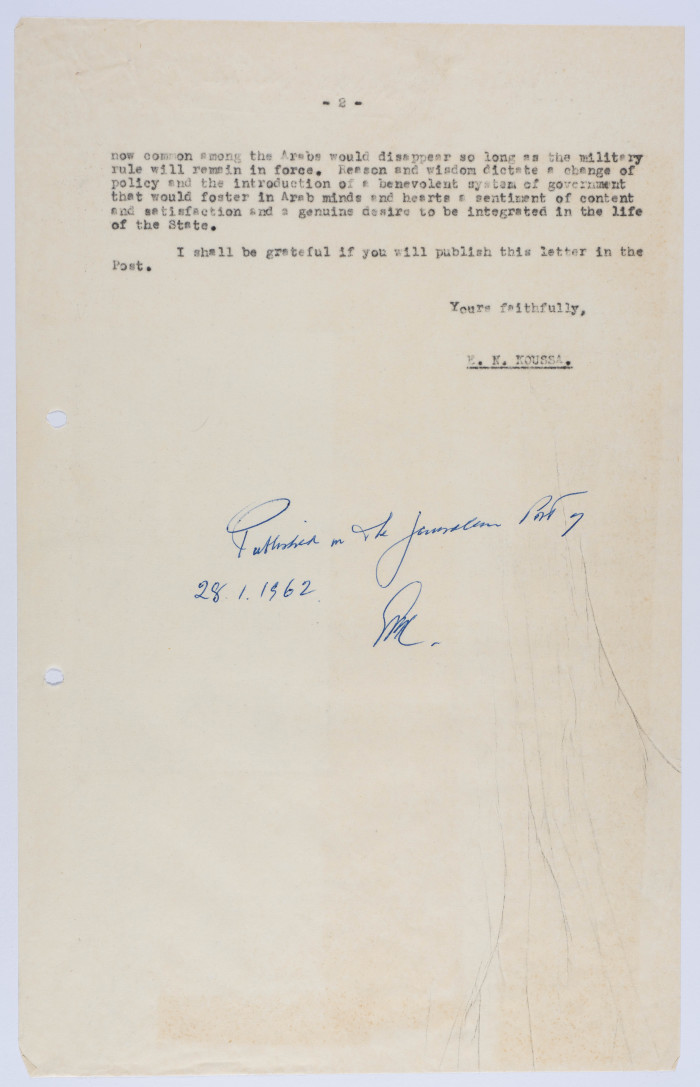 - 2 -
now common among the Arabs would disappear so long as the military
rule will remain in force. Reason and wisdom dictate a change of
policy and the introduction of a benevolent system of government
that would foster in Arab minds and hearts a sentiment of content
and satisfaction and a genuine desire to be integrated in the life
of the State.
I shall be grateful if you will publish this letter in the
Post.
Yours faithfully,
E. N. KOUSSA.
Published in the Jerusalem Post of
28.1.1962.